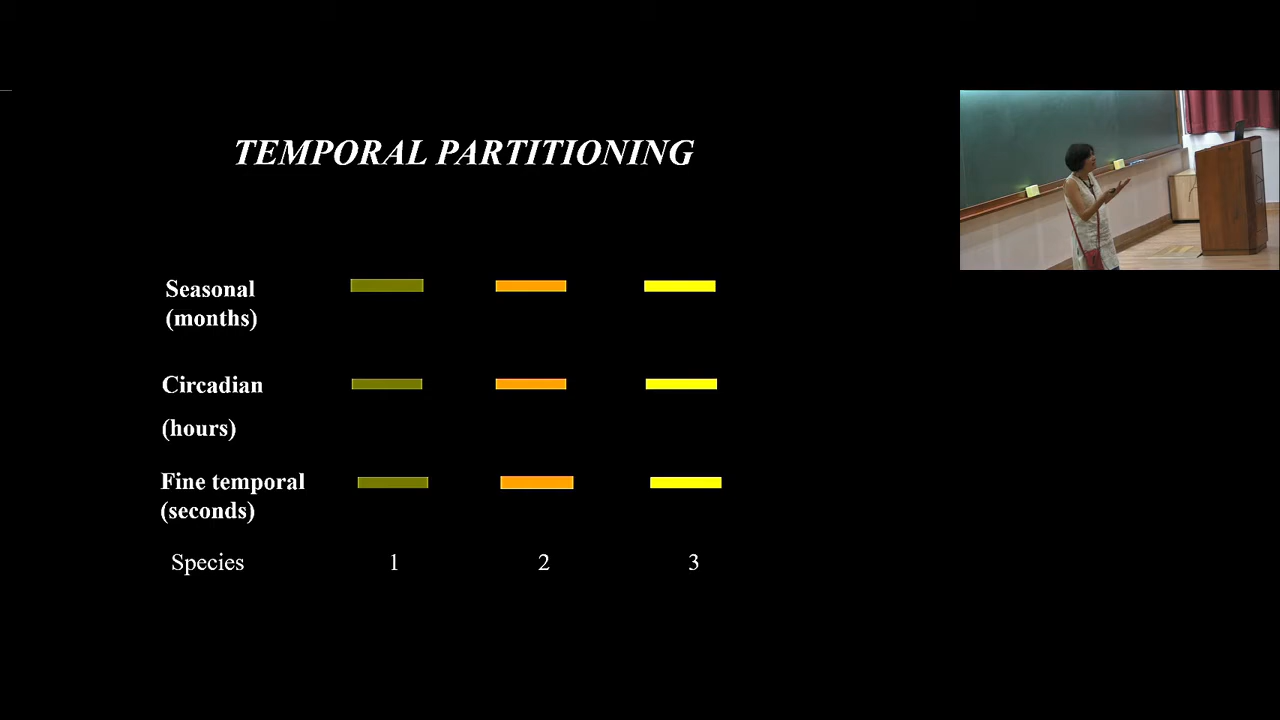 TEMPORAL PARTITIONING
Seasonal
(months)
Circadian
(hours)
Fine temporal
(seconds)
Species 1 2 3